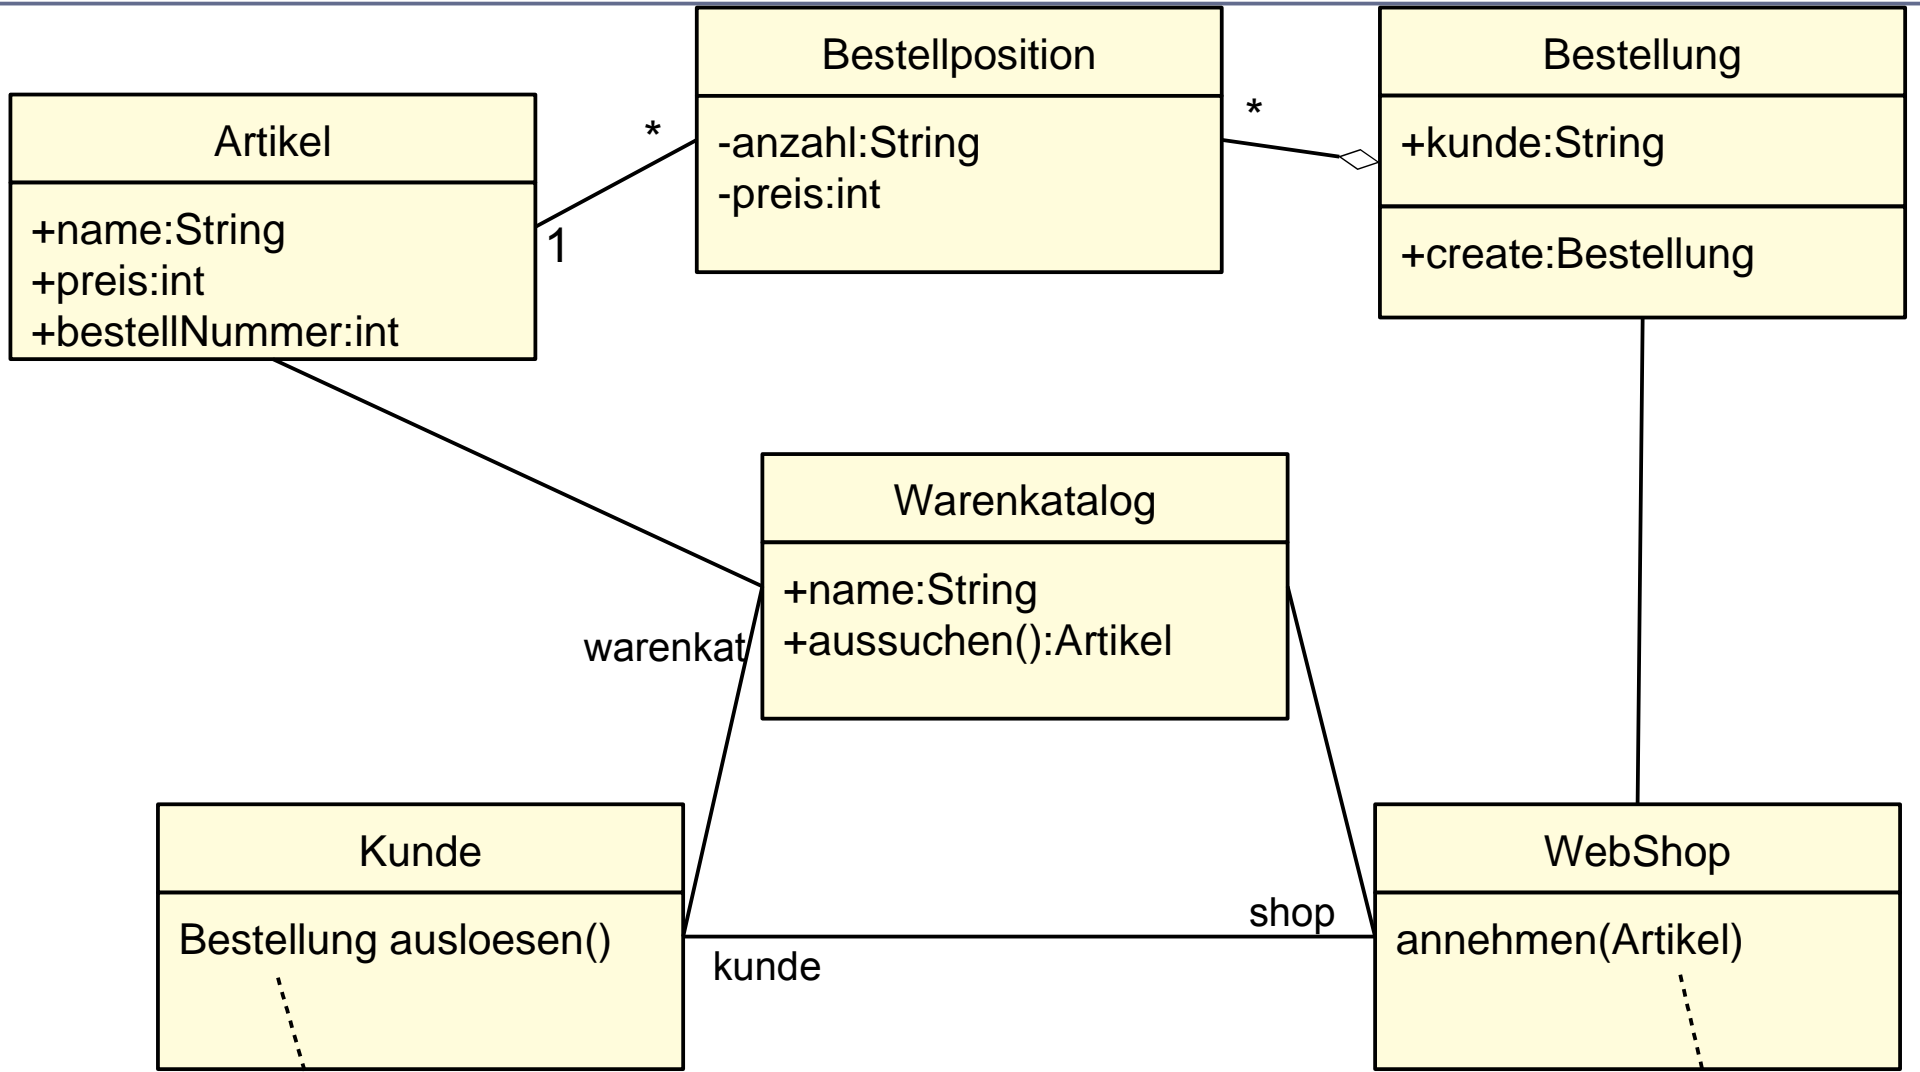 Bestellposition
-anzahl:String
-preis:int
*
*
Bestellung
+kunde:String
+create:Bestellung
Artikel
+name:String
+preis:int
+bestellNummer:int
1
Warenkatalog
+name:String
+aussuchen():Artikel
warenkat
Kunde
Bestellung ausloesen()
kunde
shop
WebShop
annehmen(Artikel)